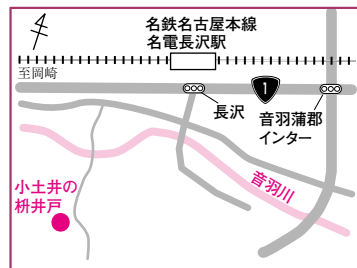 名鉄名古屋本線
名電長沢駅
至岡崎
1
長沢
音羽蒲郡
インター
音羽川
小土井の
枡井戸